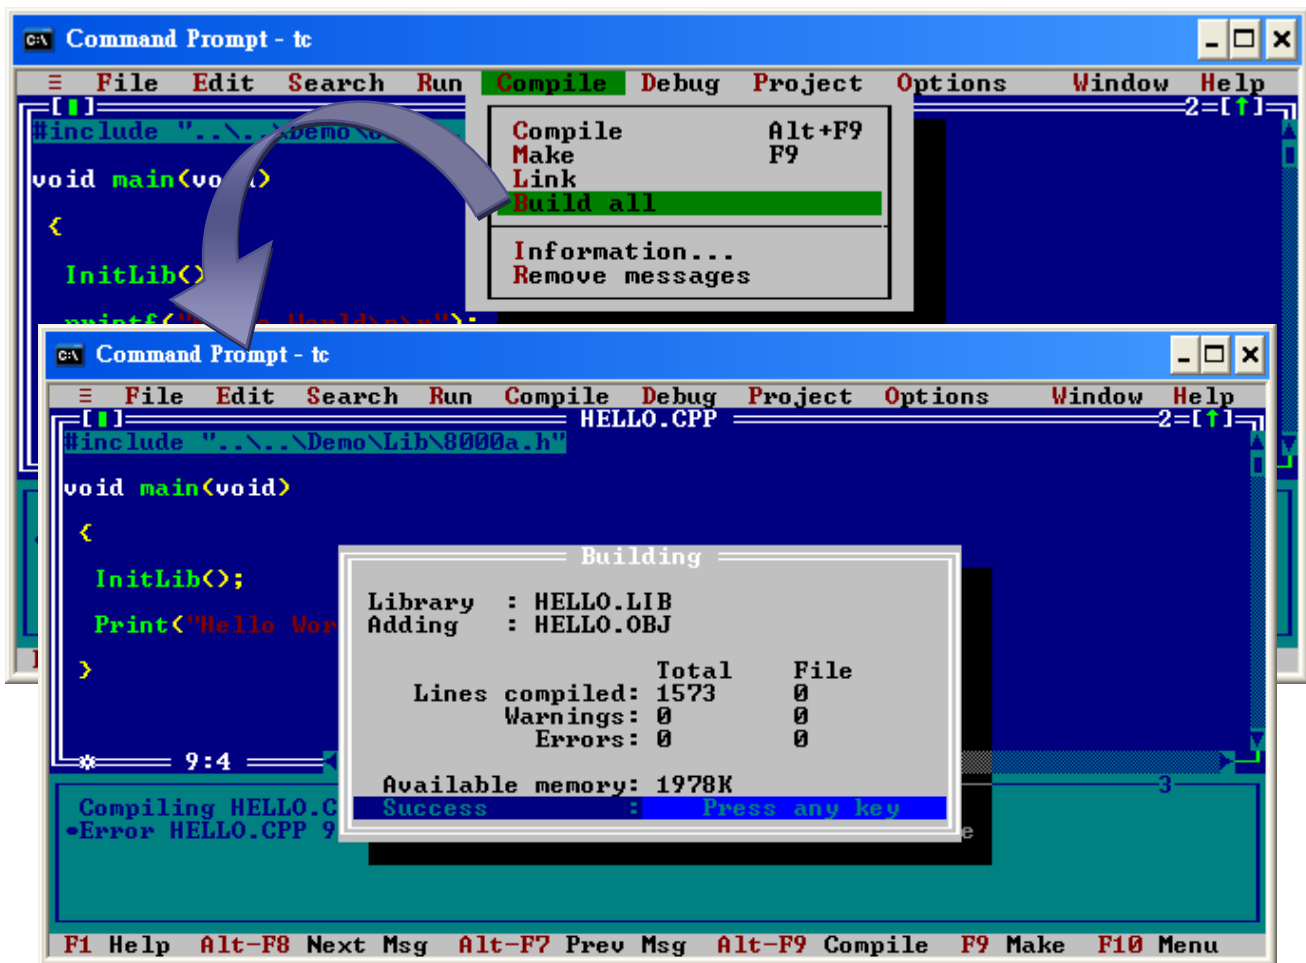 Command Prompt - tc
≡ File Edit Search Run Compile Debug Project Options Window Help
[▮] 2=[↑]
#include "..\..\Demo\
Compile Alt+F9
Make F9
Link
Build all
Information...
Remove messages
void main(void)
{
InitLib()
printf(" World\n\r");
Command Prompt - tc
≡ File Edit Search Run Compile Debug Project Options Window Help
[▮] HELLO.CPP 2=[↑]
#include "..\..\Demo\Lib\8000a.h"
void main(void)
{
InitLib();
Print("Hello Wor
}
9:4
Building
Library : HELLO.LIB
Adding : HELLO.OBJ
Total File
Lines compiled: 1573 0
Warnings: 0 0
Errors: 0 0
Available memory: 1978K
Success : Press any key
3
Compiling HELLO.C
•Error HELLO.CPP 9 e
F1 Help Alt-F8 Next Msg Alt-F7 Prev Msg Alt-F9 Compile F9 Make F10 Menu